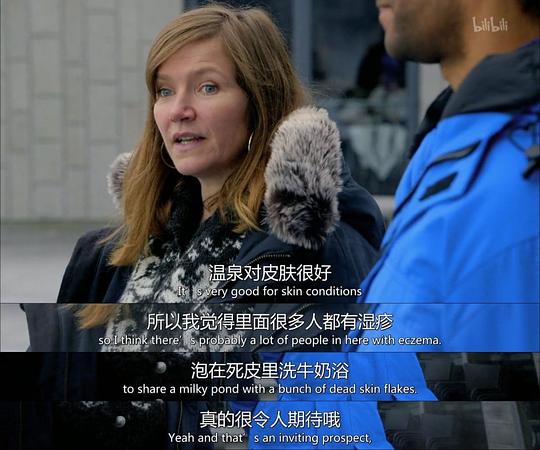 bilibili
温泉对皮肤很好
It's very good for skin conditions
所以我觉得里面很多人都有湿疹
so I think there's probably a lot of people in here with eczema.
泡在死皮里洗牛奶浴
to share a milky pond with a bunch of dead skin flakes.
真的很令人期待哦
Yeah and that's an inviting prospect,